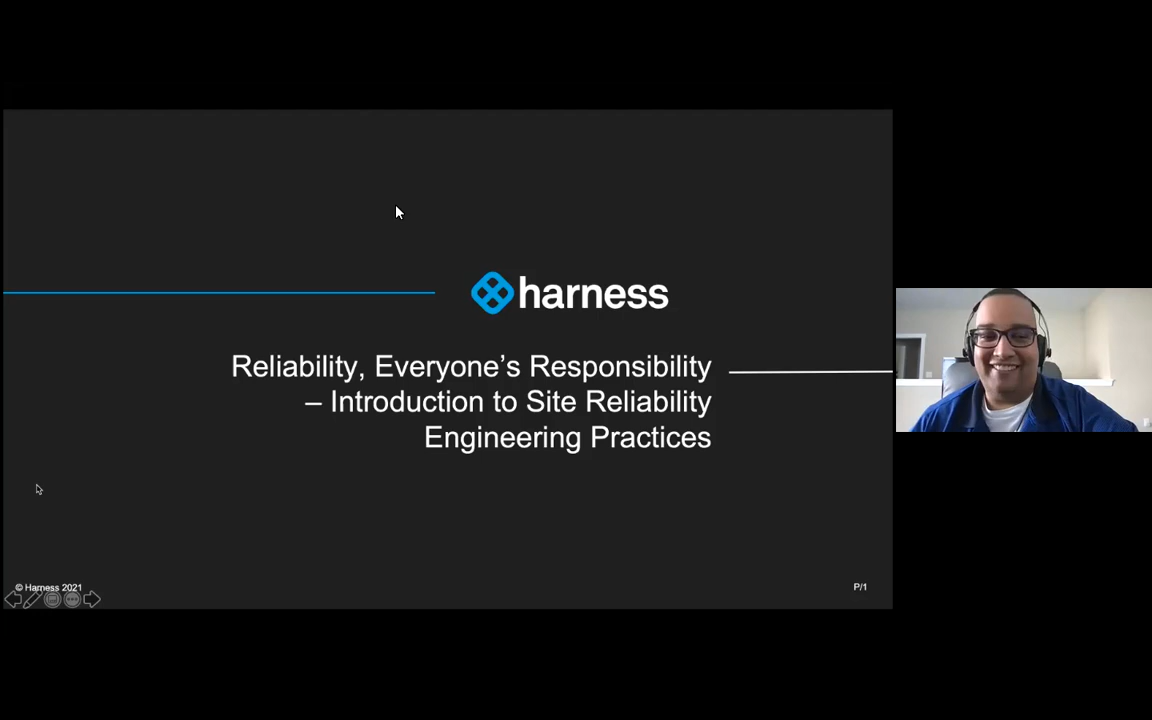 harness
Reliability, Everyone's Responsibility
– Introduction to Site Reliability
Engineering Practices
© Harness 2021
P/1